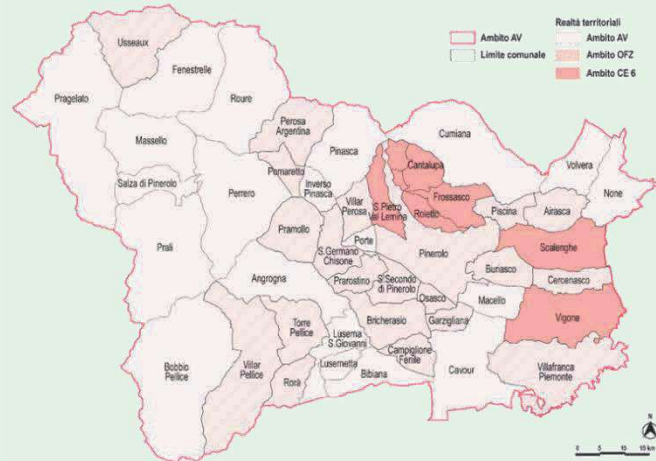 Realtà territoriali
Ambito AV
Ambito AV
Limite comunale
Ambito OFZ
Ambito CE 6
Usseaux
Fenestrelle
Pragelato
Roure
Massello
Perosa
Argentina
Pinasca
Cumiana
Cantalupa
Volvera
None
Salza di Pinerolo
Pomaretto
Inverso
Pinasca
Perrero
Villar
Perosa
S.Pietro
Val Lemina
Frossasco
Roletto
Piscina
Airasca
Prali
Pramollo
Porte
S.Germano
Chisone
Pinerolo
Scalenghe
Angrogna
Prarostino
S.Secondo
di Pinerolo
Buriasco
Cercenasco
Osasco
Macello
Vigone
Torre
Pellice
Luserna
S.Giovanni
Bricherasio
Garzigliana
Bobbio
Pellice
Villar
Pellice
Rorà
Lusernetta
Bibiana
Campiglione
Fenile
Cavour
Villafranca
Piemonte
N
0 5 10 15 km